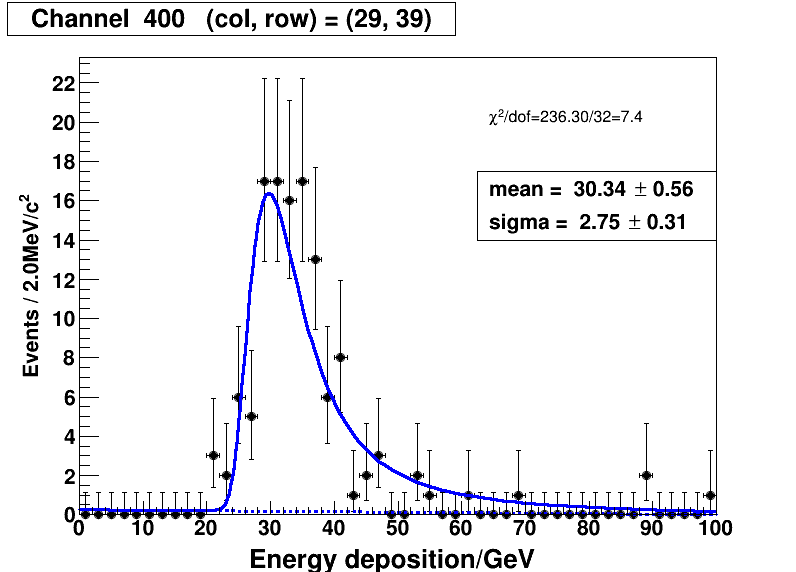 Channel 400 (col, row) = (29, 39)
χ²/dof=236.30/32=7.4
mean = 30.34 ± 0.56
sigma = 2.75 ± 0.31
Events / 2.0MeV/c²
22
20
18
16
14
12
10
8
6
4
2
0
0 10 20 30 40 50 60 70 80 90 100
Energy deposition/GeV